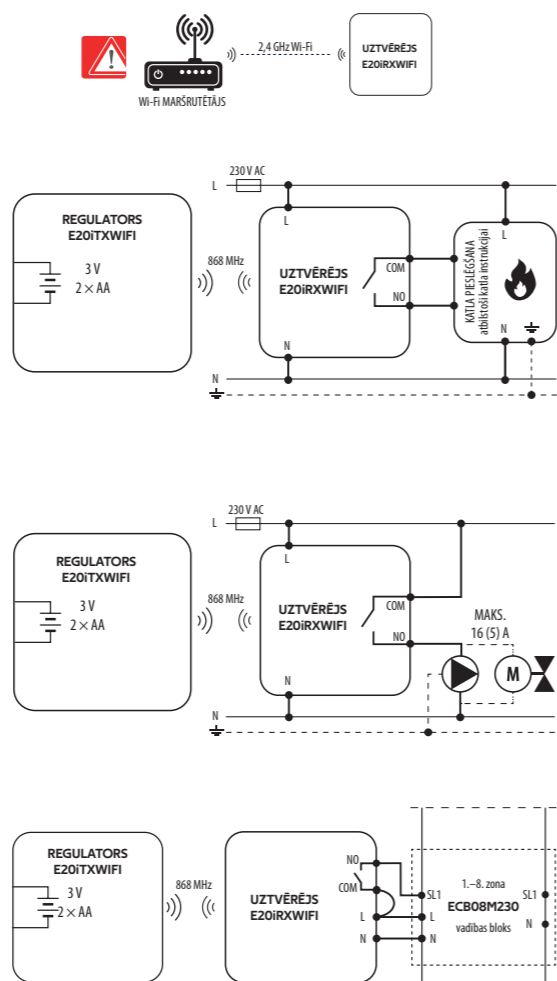 2,4 GHz Wi-Fi
UZTVĒRĒJS
E20iRXWIFI
Wi-Fi MARŠRUTĒTĀJS
230 V AC
L
REGULATORS
E20iTXWIFI
3 V
2 × AA
868 MHz
L
UZTVĒRĒJS
E20iRXWIFI
COM
NO
N
KATLA PIESLĒGŠANA
atbilstoši katla instrukcijai
L
N
N
230 V AC
L
REGULATORS
E20iTXWIFI
3 V
2 × AA
868 MHz
L
UZTVĒRĒJS
E20iRXWIFI
COM
NO
N
MAKS.
16 (5) A
M
N
REGULATORS
E20iTXWIFI
3 V
2 × AA
868 MHz
UZTVĒRĒJS
E20iRXWIFI
NO
COM
L
N
SL1
L
N
1.–8. zona
ECB08M230
vadības bloks
SL1
N